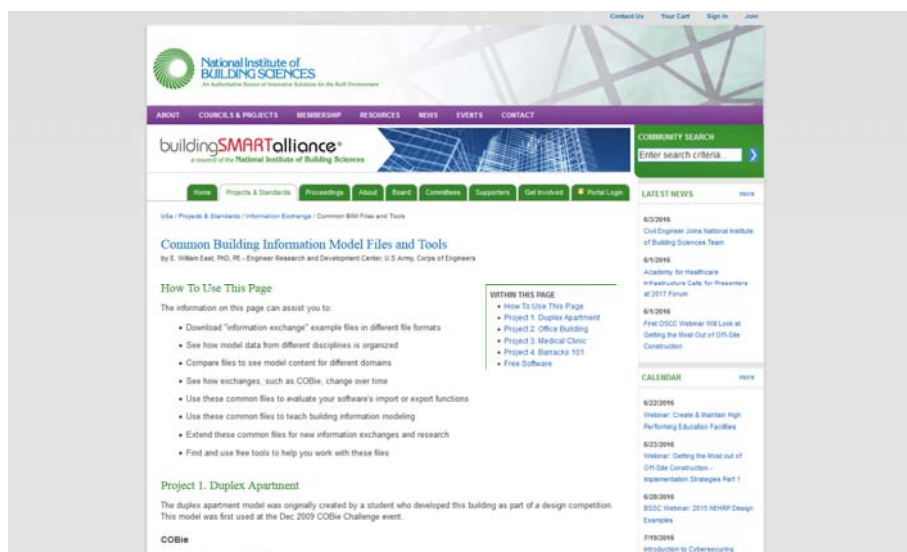 Contact Us Your Cart Sign In Join
National Institute of
BUILDING SCIENCES
An Authoritative Source of Innovative Solutions for the Built Environment
ABOUT COUNCILS & PROJECTS MEMBERSHIP RESOURCES NEWS EVENTS CONTACT
buildingSMARTalliance®
a council of the National Institute of Building Sciences
COMMUNITY SEARCH
Enter search criteria...
Home Projects & Standards Proceedings About Board Committees Supporters Get Involved Portal Login
bSa / Projects & Standards / Information Exchange / Common BIM Files and Tools
Common Building Information Model Files and Tools
by E. William East, PhD, PE - Engineer Research and Development Center, U.S Army, Corps of Engineers
How To Use This Page
The information on this page can assist you to:
• Download "information exchange" example files in different file formats
• See how model data from different disciplines is organized
• Compare files to see model content for different domains
• See how exchanges, such as COBie, change over time
• Use these common files to evaluate your software's import or export functions
• Use these common files to teach building information modeling
• Extend these common files for new information exchanges and research
• Find and use free tools to help you work with these files
WITHIN THIS PAGE
• How To Use This Page
• Project 1. Duplex Apartment
• Project 2. Office Building
• Project 3. Medical Clinic
• Project 4. Barracks 101
• Free Software
Project 1. Duplex Apartment
The duplex apartment model was originally created by a student who developed this building as part of a design competition.
This model was first used at the Dec 2009 COBie Challenge event.
COBie
LATEST NEWS more
6/3/2016
Civil Engineer Joins National Institute
of Building Sciences Team
6/1/2016
Academy for Healthcare
Infrastructure Calls for Presenters
at 2017 Forum
6/1/2016
First OSCC Webinar Will Look at
Getting the Most Out of Off-Site
Construction
CALENDAR more
6/22/2016
Webinar: Create & Maintain High
Performing Education Facilities
6/23/2016
Webinar: Getting the Most out of
Off-Site Construction -
Implementation Strategies Part 1
6/28/2016
BSSC Webinar: 2015 NEHRP Design
Examples
7/19/2016
Introduction to Cybersecuring